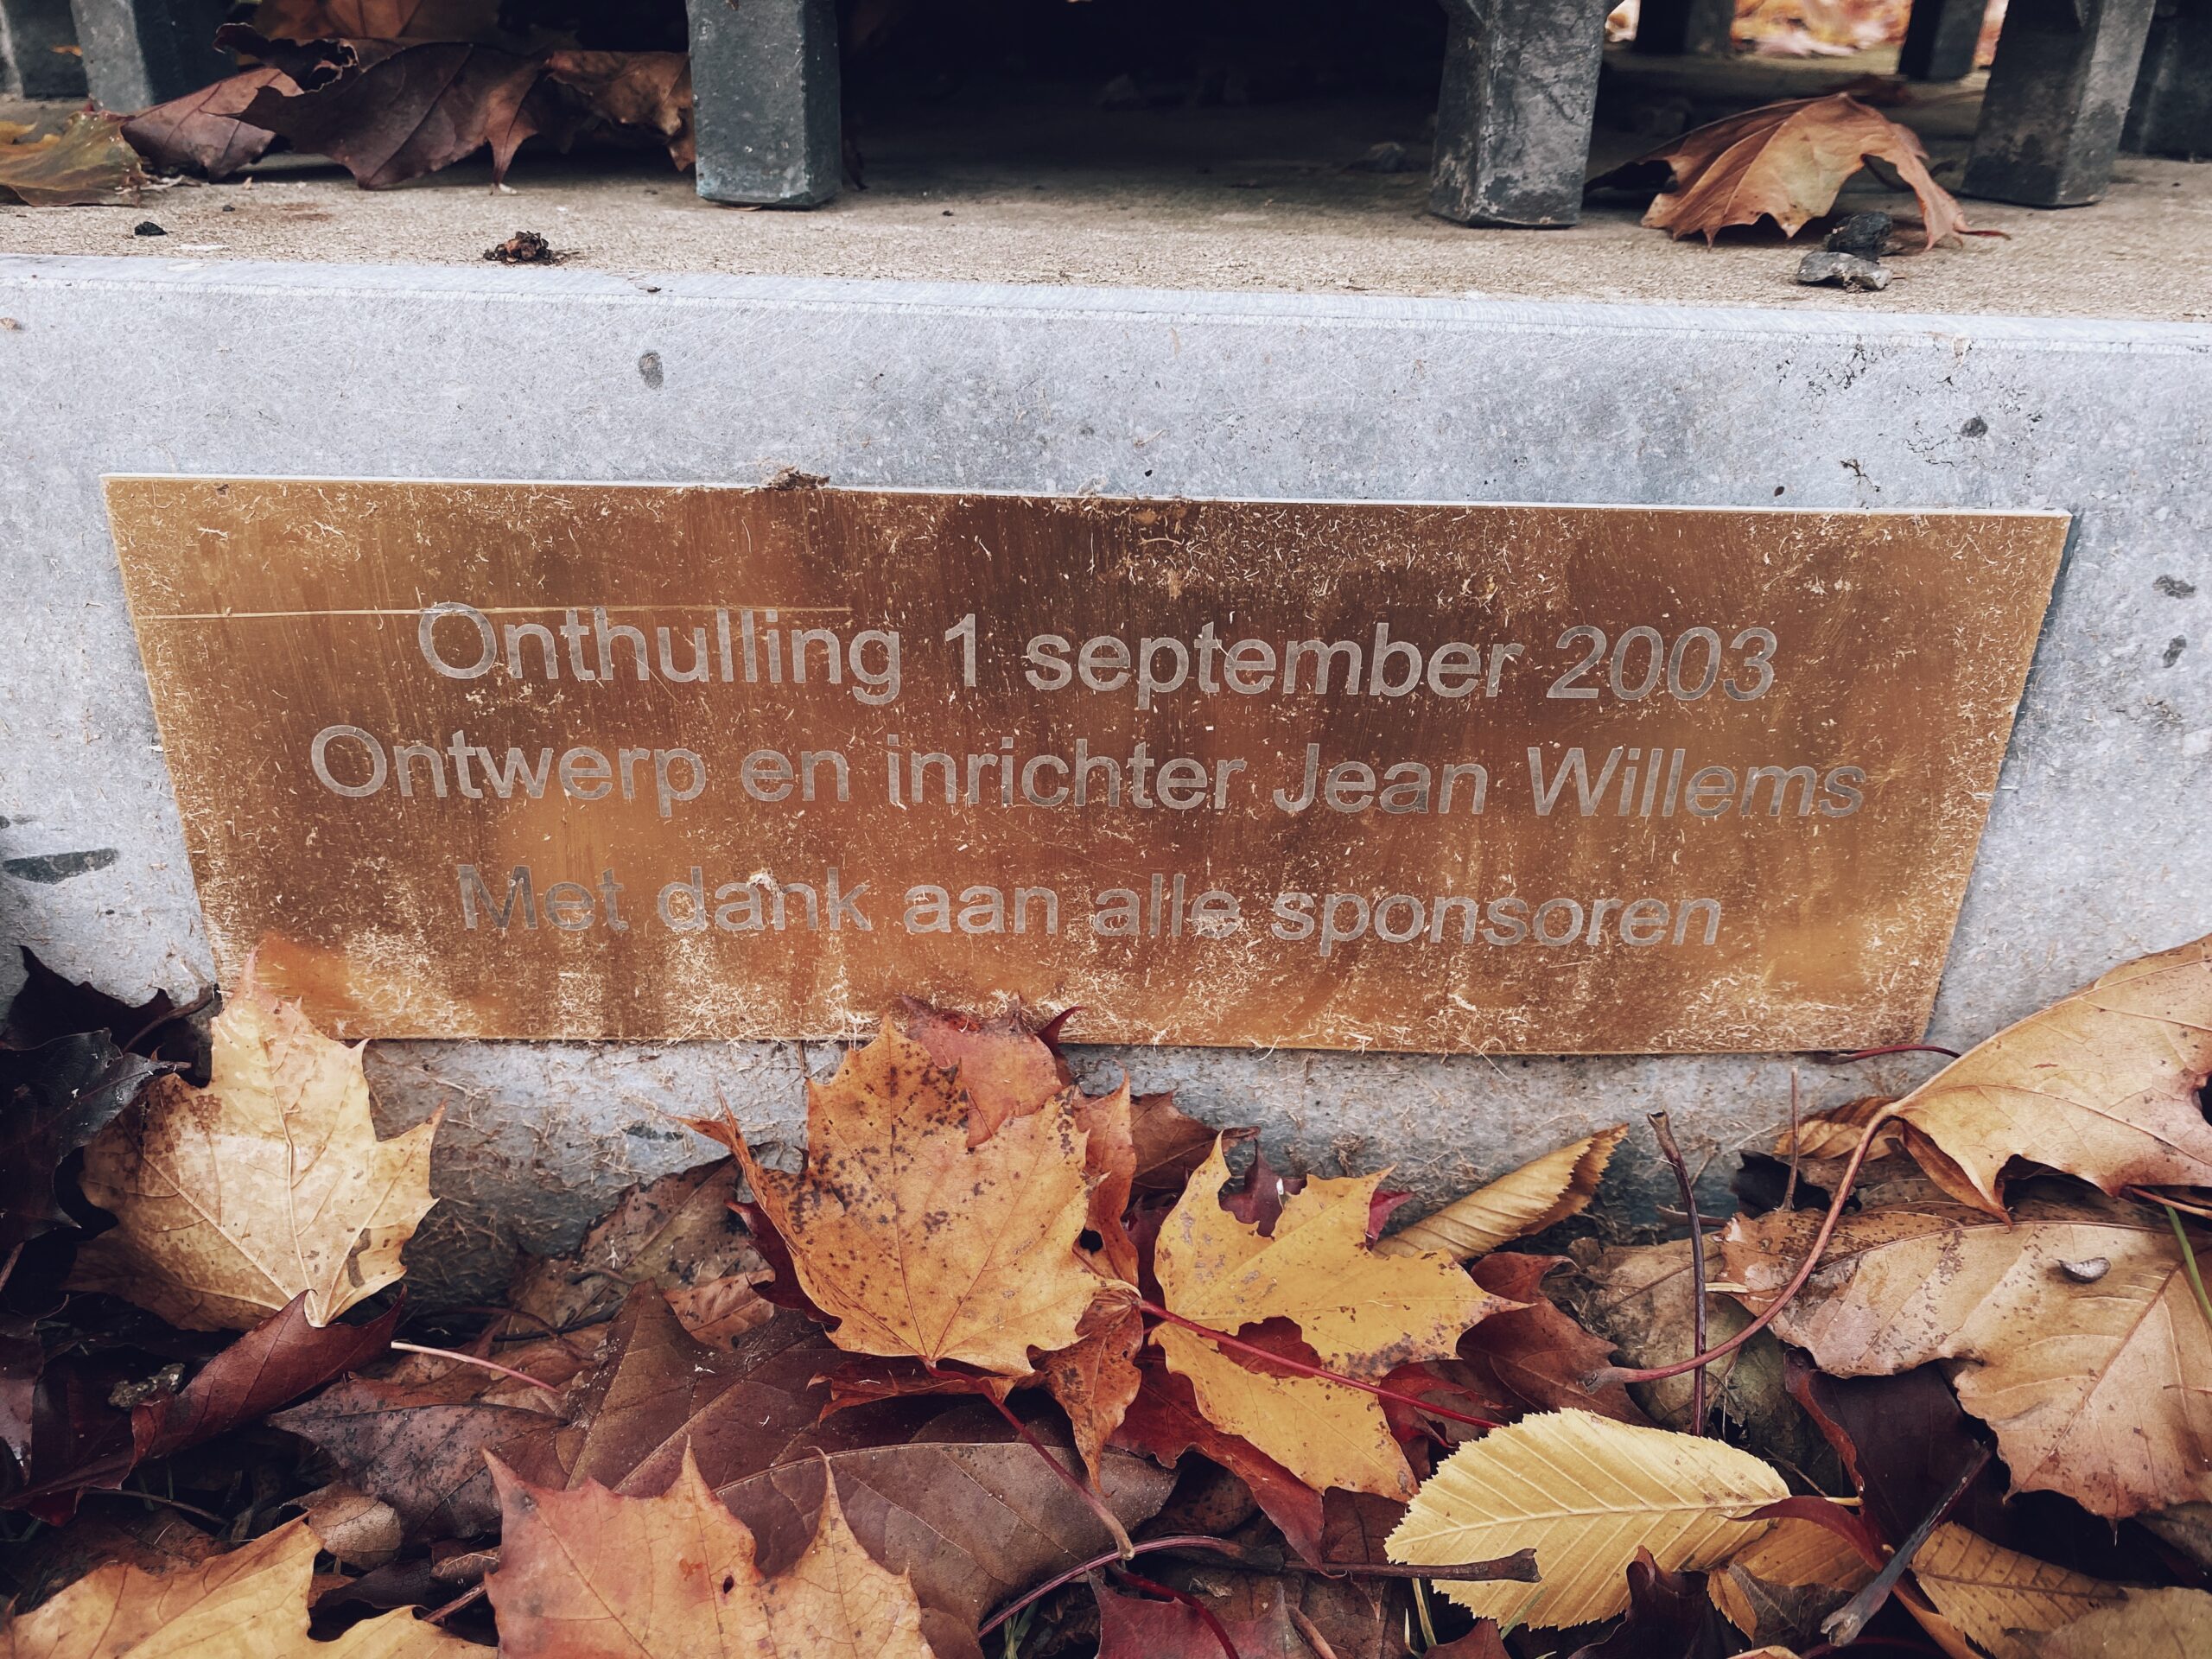 Onthulling 1 september 2003
Ontwerp en inrichter Jean Willems
Met dank aan alle sponsoren